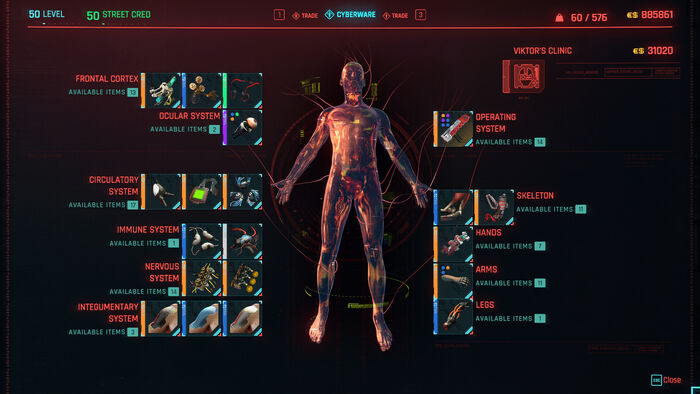 50 LEVEL
50 STREET CRED
1 TRADE CYBERWARE TRADE 3
60 / 576
€$ 885861
VIKTOR'S CLINIC
€$ 31020
FRONTAL CORTEX
AVAILABLE ITEMS 13
OCULAR SYSTEM
AVAILABLE ITEMS 2
CIRCULATORY
SYSTEM
AVAILABLE ITEMS 17
IMMUNE SYSTEM
AVAILABLE ITEMS 1
NERVOUS
SYSTEM
AVAILABLE ITEMS 14
INTEGUMENTARY
SYSTEM
AVAILABLE ITEMS 3
OPERATING
SYSTEM
AVAILABLE ITEMS 14
SKELETON
AVAILABLE ITEMS 11
HANDS
AVAILABLE ITEMS 7
ARMS
AVAILABLE ITEMS 11
LEGS
AVAILABLE ITEMS 1
ESC Close